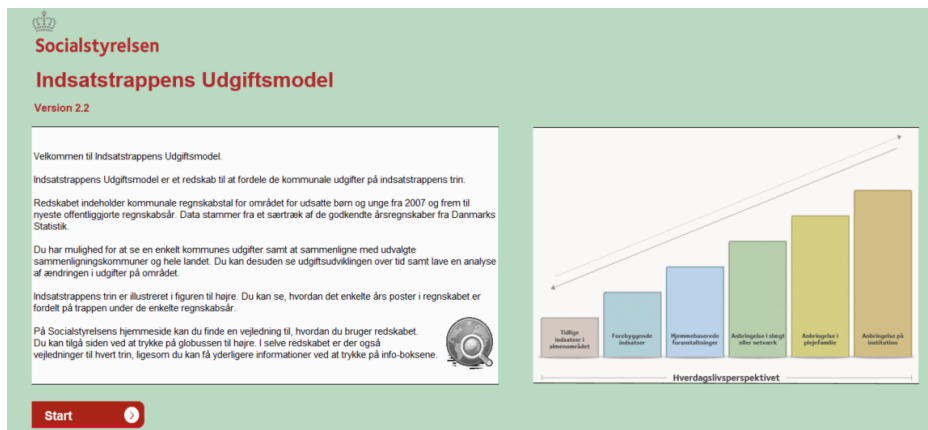 Socialstyrelsen
Indsatstrappens Udgiftsmodel
Version 2.2
Velkommen til Indsatstrappens Udgiftsmodel.
Indsatstrappens Udgiftsmodel er et redskab til at fordele de kommunale udgifter på indsatstrappens trin.
Redskabet indeholder kommunale regnskabstal for området for udsatte børn og unge fra 2007 og frem til
nyeste offentliggjorte regnskabsår. Data stammer fra et særtræk af de godkendte årsregnskaber fra Danmarks
Statistik.
Du har mulighed for at se en enkelt kommunes udgifter samt at sammenligne med udvalgte
sammenligningskommuner og hele landet. Du kan desuden se udgiftsudviklingen over tid samt lave en analyse
af ændringen i udgifter på området.
Indsatstrappens trin er illustreret i figuren til højre. Du kan se, hvordan det enkelte års poster i regnskabet er
fordelt på trappen under de enkelte regnskabsår.
På Socialstyrelsens hjemmeside kan du finde en vejledning til, hvordan du bruger redskabet.
Du kan tilgå siden ved at trykke på globussen til højre. I selve redskabet er der også
vejledninger til hvert trin, ligesom du kan få yderligere informationer ved at trykke på info-boksene.
Start
Tidlige
indsatser i
almenområdet
Forebyggende
indsatser
Hjemmebaserede
foranstaltninger
Anbringelse i slægt
eller netværk
Anbringelse i
plejefamilie
Anbringelse på
institution
Hverdagslivsperspektivet